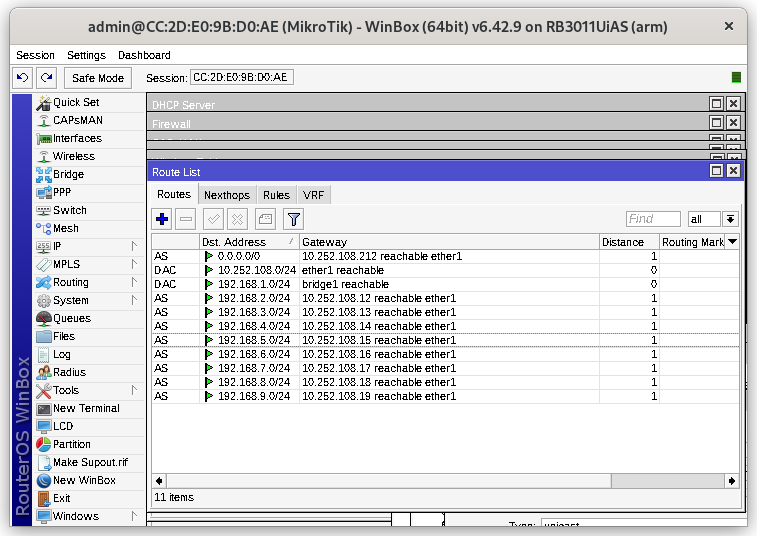 admin@CC:2D:E0:9B:D0:AE (MikroTik) - WinBox (64bit) v6.42.9 on RB3011UiAS (arm)
Session Settings Dashboard
Safe Mode Session: CC:2D:E0:9B:D0:AE
Quick Set
CAPsMAN
Interfaces
Wireless
Bridge
PPP
Switch
Mesh
IP
MPLS
Routing
System
Queues
Files
Log
Radius
Tools
New Terminal
LCD
Partition
Make Supout.rif
New WinBox
Exit
Windows
RouterOS WinBox
DHCP Server
Firewall
Route List
Routes Nexthops Rules VRF
Find all
Dst. Address Gateway Distance Routing Mark
AS 0.0.0.0/0 10.252.108.212 reachable ether1 1
DAC 10.252.108.0/24 ether1 reachable 0
DAC 192.168.1.0/24 bridge1 reachable 0
AS 192.168.2.0/24 10.252.108.12 reachable ether1 1
AS 192.168.3.0/24 10.252.108.13 reachable ether1 1
AS 192.168.4.0/24 10.252.108.14 reachable ether1 1
AS 192.168.5.0/24 10.252.108.15 reachable ether1 1
AS 192.168.6.0/24 10.252.108.16 reachable ether1 1
AS 192.168.7.0/24 10.252.108.17 reachable ether1 1
AS 192.168.8.0/24 10.252.108.18 reachable ether1 1
AS 192.168.9.0/24 10.252.108.19 reachable ether1 1
11 items